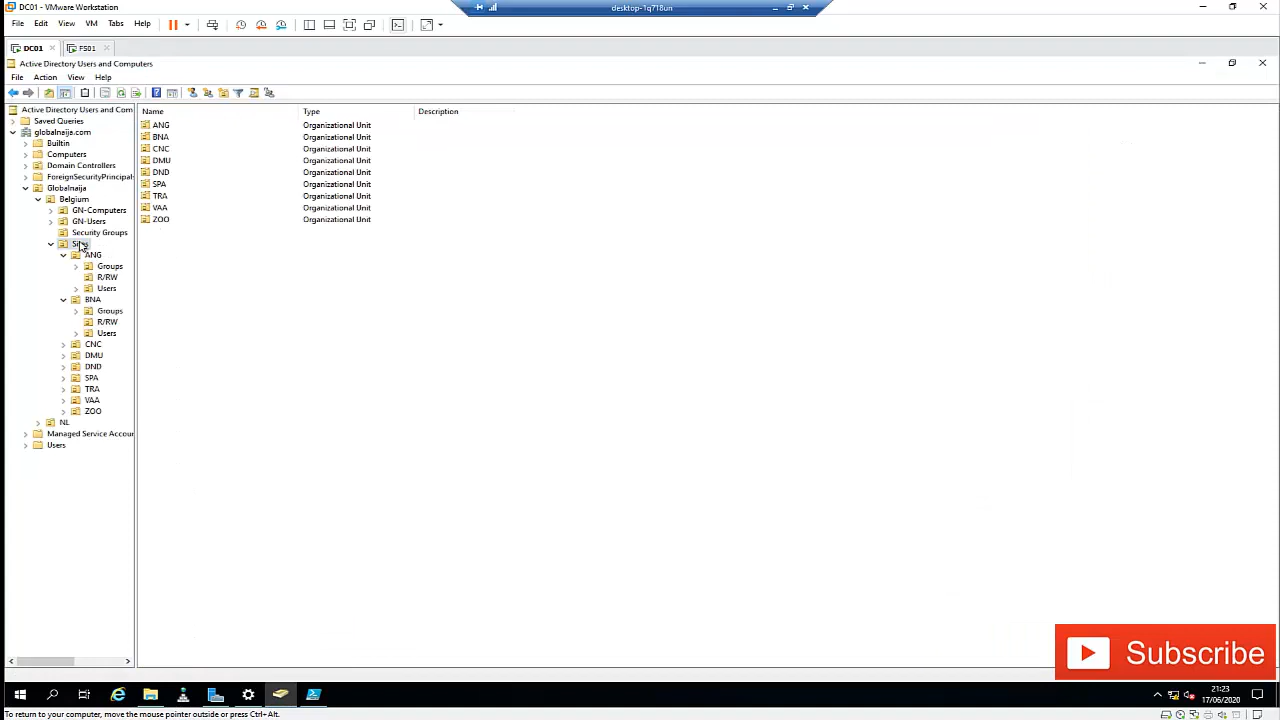 DC01 - VMware Workstation
desktop-1q718un
File Edit View VM Tabs Help
DC01 FS01
Active Directory Users and Computers
File Action View Help
Active Directory Users and Com
Saved Queries
globalnaija.com
Builtin
Computers
Domain Controllers
ForeignSecurityPrincipals
Globalnaija
Belgium
GN-Computers
GN-Users
Security Groups
Sites
ANG
Groups
R/RW
Users
BNA
Groups
R/RW
Users
CNC
DMU
DND
SPA
TRA
VAA
ZOO
NL
Managed Service Accour
Users
Name Type Description
ANG Organizational Unit
BNA Organizational Unit
CNC Organizational Unit
DMU Organizational Unit
DND Organizational Unit
SPA Organizational Unit
TRA Organizational Unit
VAA Organizational Unit
ZOO Organizational Unit
Subscribe
21:23
17/06/2020
To return to your computer, move the mouse pointer outside or press Ctrl+Alt.